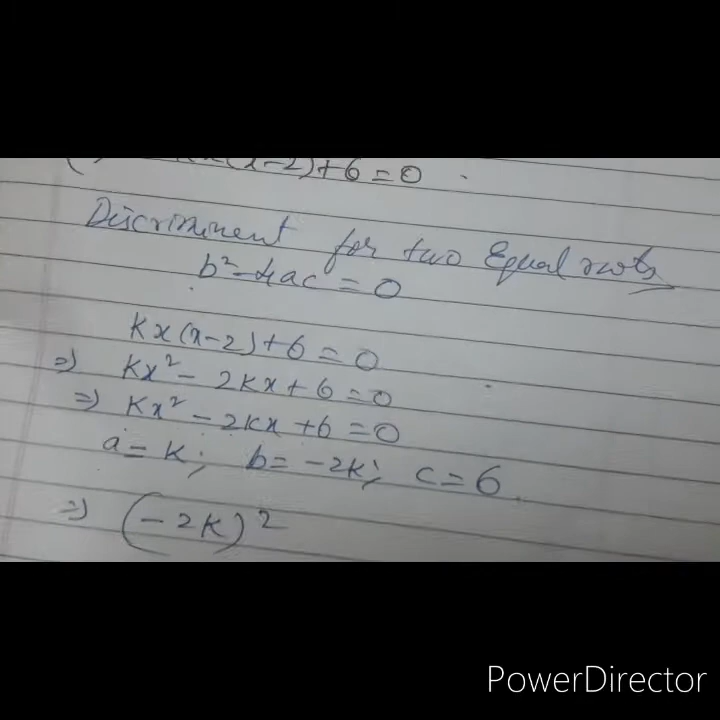 (x-2)+6=0
Discriminent for two Equal roots
b²-4ac = 0
Kx(x-2)+6=0
=) Kx²- 2Kx+6=0
=) Kx² - 2Kx +6=0
a= K; b= -2K; c=6.
=) (-2K)²
PowerDirector